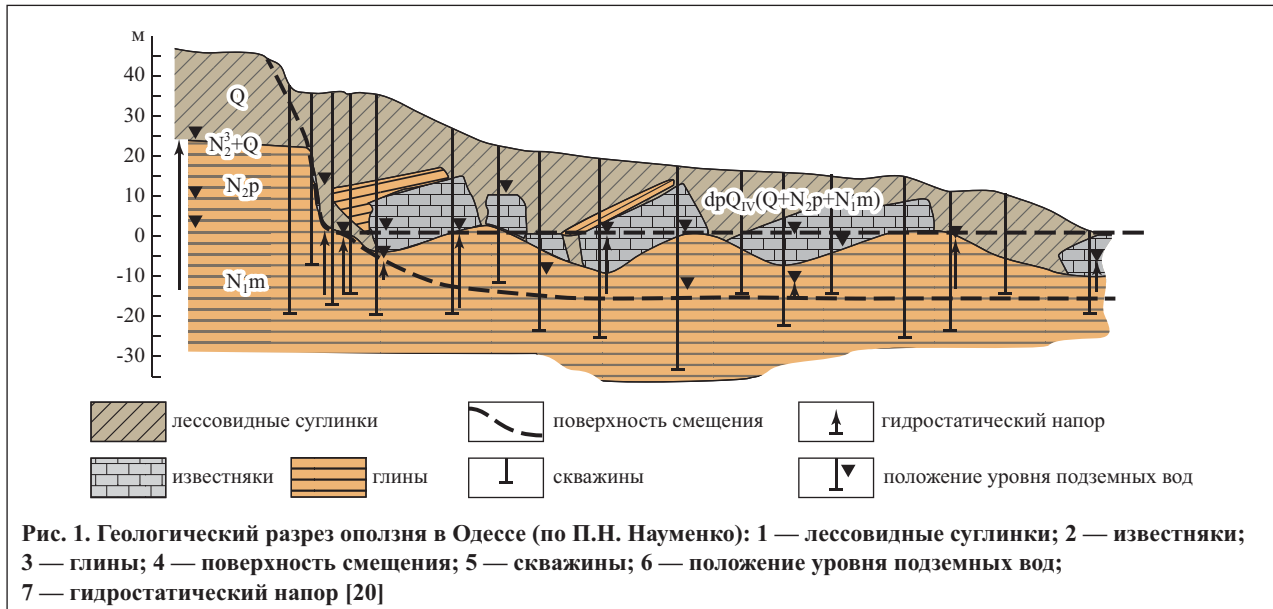 м
40
30
20
10
0
-10
-20
-30
Q
N₂³+Q
N₂p
N₁m
dpQ_IV(Q+N₂p+N₁m)
лессовидные суглинки
поверхность смещения
гидростатический напор
известняки
глины
скважины
положение уровня подземных вод
Рис. 1. Геологический разрез оползня в Одессе (по П.Н. Науменко): 1 — лессовидные суглинки; 2 — известняки;
3 — глины; 4 — поверхность смещения; 5 — скважины; 6 — положение уровня подземных вод;
7 — гидростатический напор [20]